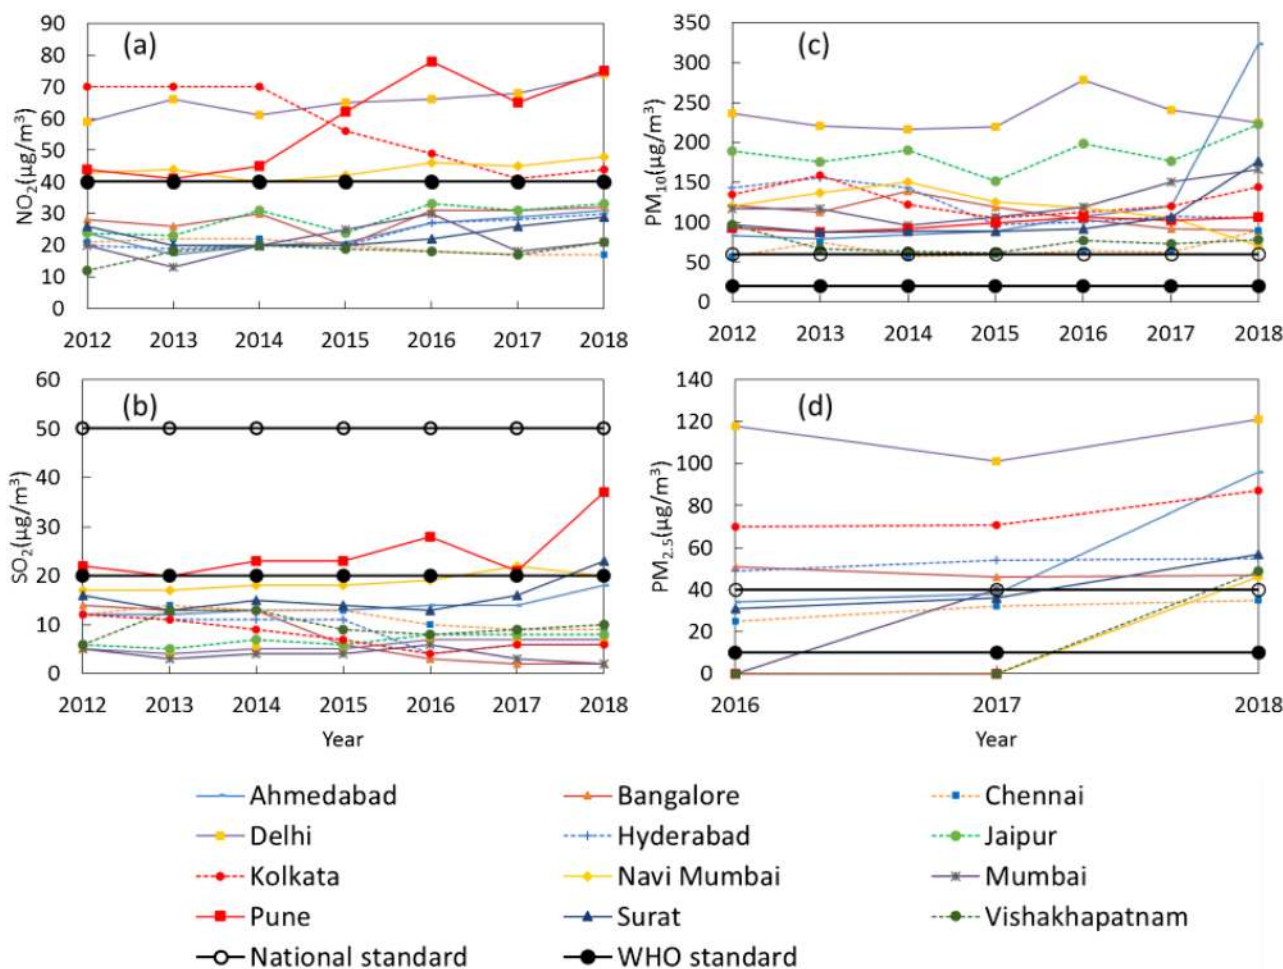 (a)
NO2(µg/m3)
90
80
70
60
50
40
30
20
10
0
2012 2013 2014 2015 2016 2017 2018
(c)
PM10(µg/m3)
350
300
250
200
150
100
50
0
2012 2013 2014 2015 2016 2017 2018
(b)
SO2(µg/m3)
60
50
40
30
20
10
0
2012 2013 2014 2015 2016 2017 2018
Year
(d)
PM2.5(µg/m3)
140
120
100
80
60
40
20
0
2016 2017 2018
Year
Ahmedabad Bangalore Chennai
Delhi Hyderabad Jaipur
Kolkata Navi Mumbai Mumbai
Pune Surat Vishakhapatnam
National standard WHO standard